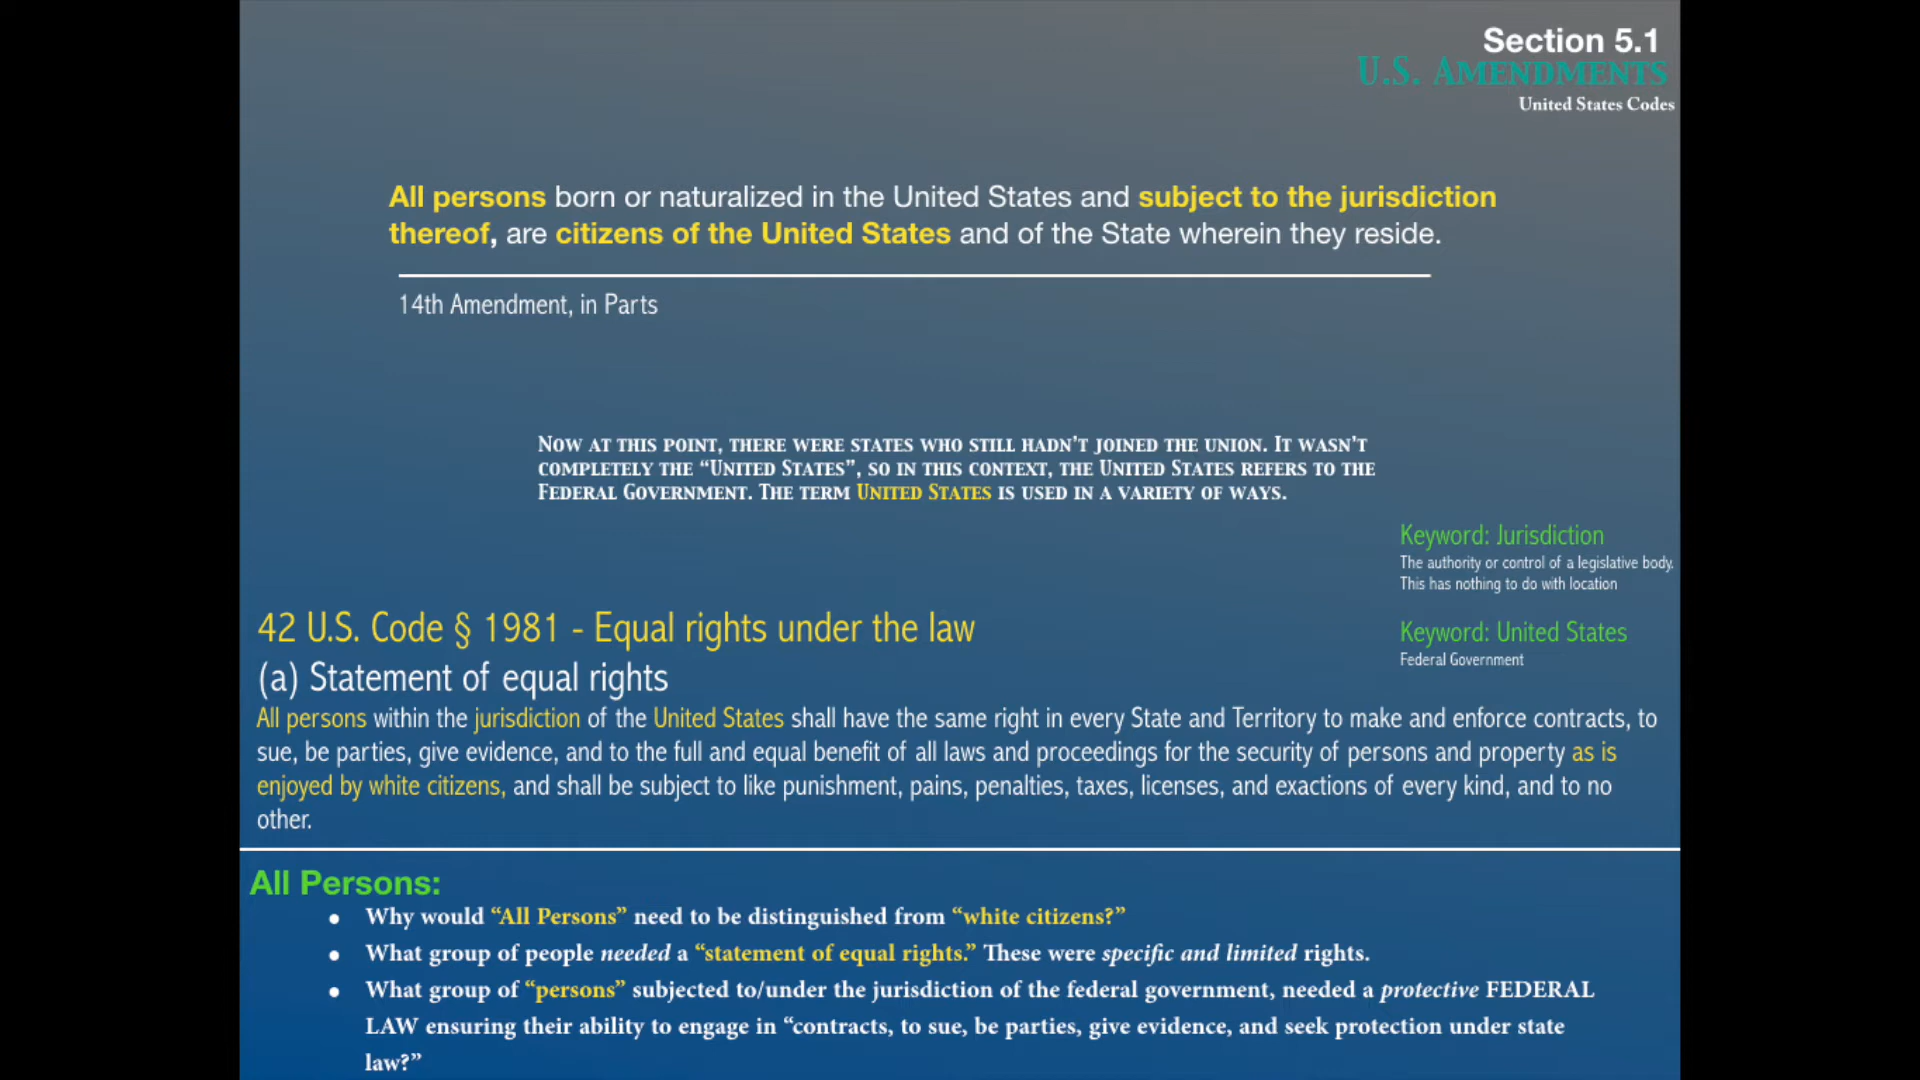 Section 5.1
U.S. AMENDMENTS
United States Codes
All persons born or naturalized in the United States and subject to the jurisdiction
thereof, are citizens of the United States and of the State wherein they reside.
14th Amendment, in Parts
Now at this point, there were states who still hadn't joined the union. It wasn't
completely the “United States”, so in this context, the United States refers to the
Federal Government. The term United States is used in a variety of ways.
Keyword: Jurisdiction
The authority or control of a legislative body.
This has nothing to do with location
Keyword: United States
Federal Government
42 U.S. Code § 1981 - Equal rights under the law
(a) Statement of equal rights
All persons within the jurisdiction of the United States shall have the same right in every State and Territory to make and enforce contracts, to
sue, be parties, give evidence, and to the full and equal benefit of all laws and proceedings for the security of persons and property as is
enjoyed by white citizens, and shall be subject to like punishment, pains, penalties, taxes, licenses, and exactions of every kind, and to no
other.
All Persons:
• Why would “All Persons” need to be distinguished from “white citizens?”
• What group of people needed a “statement of equal rights.” These were specific and limited rights.
• What group of “persons” subjected to/under the jurisdiction of the federal government, needed a protective FEDERAL
LAW ensuring their ability to engage in “contracts, to sue, be parties, give evidence, and seek protection under state
law?”